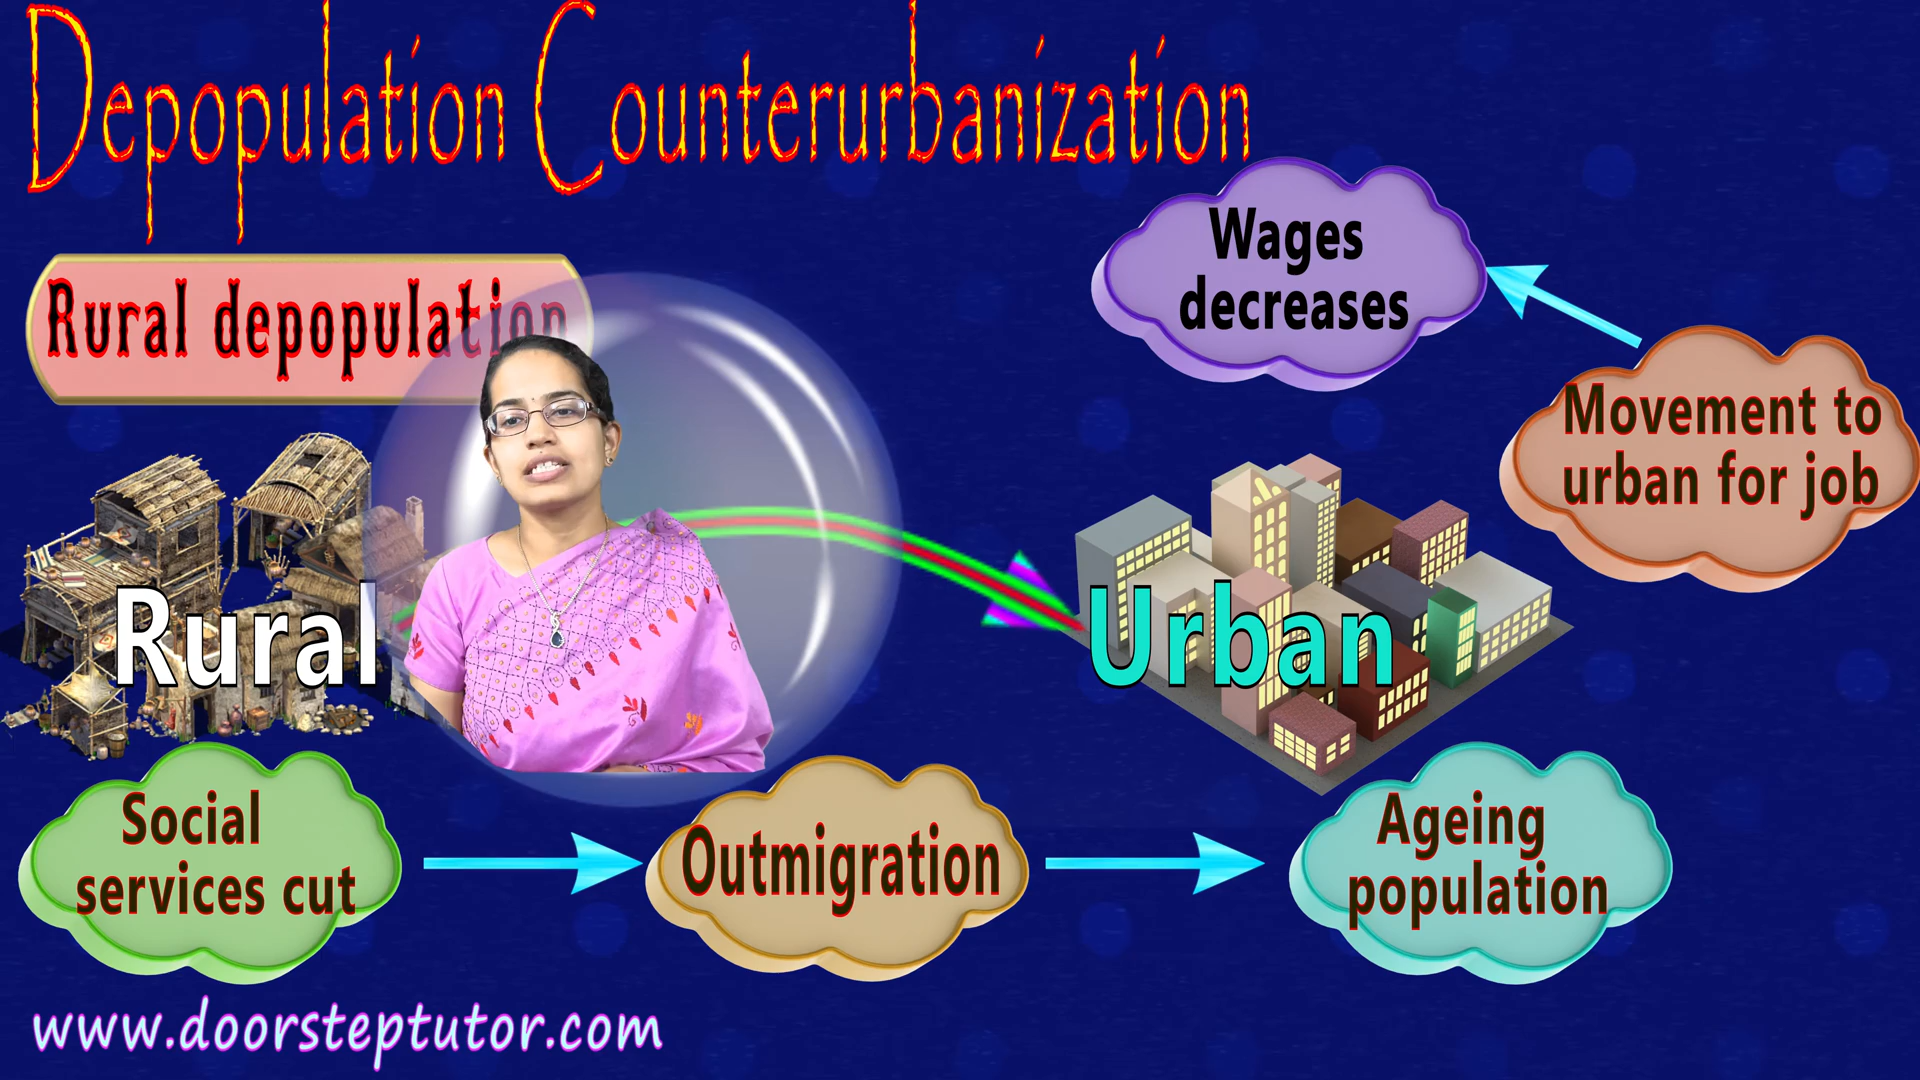 Depopulation Counterurbanization
Wages
decreases
Rural depopulation
Movement to
urban for job
Rural
Urban
Social
services cut
Outmigration
Ageing
population
www.doorsteptutor.com